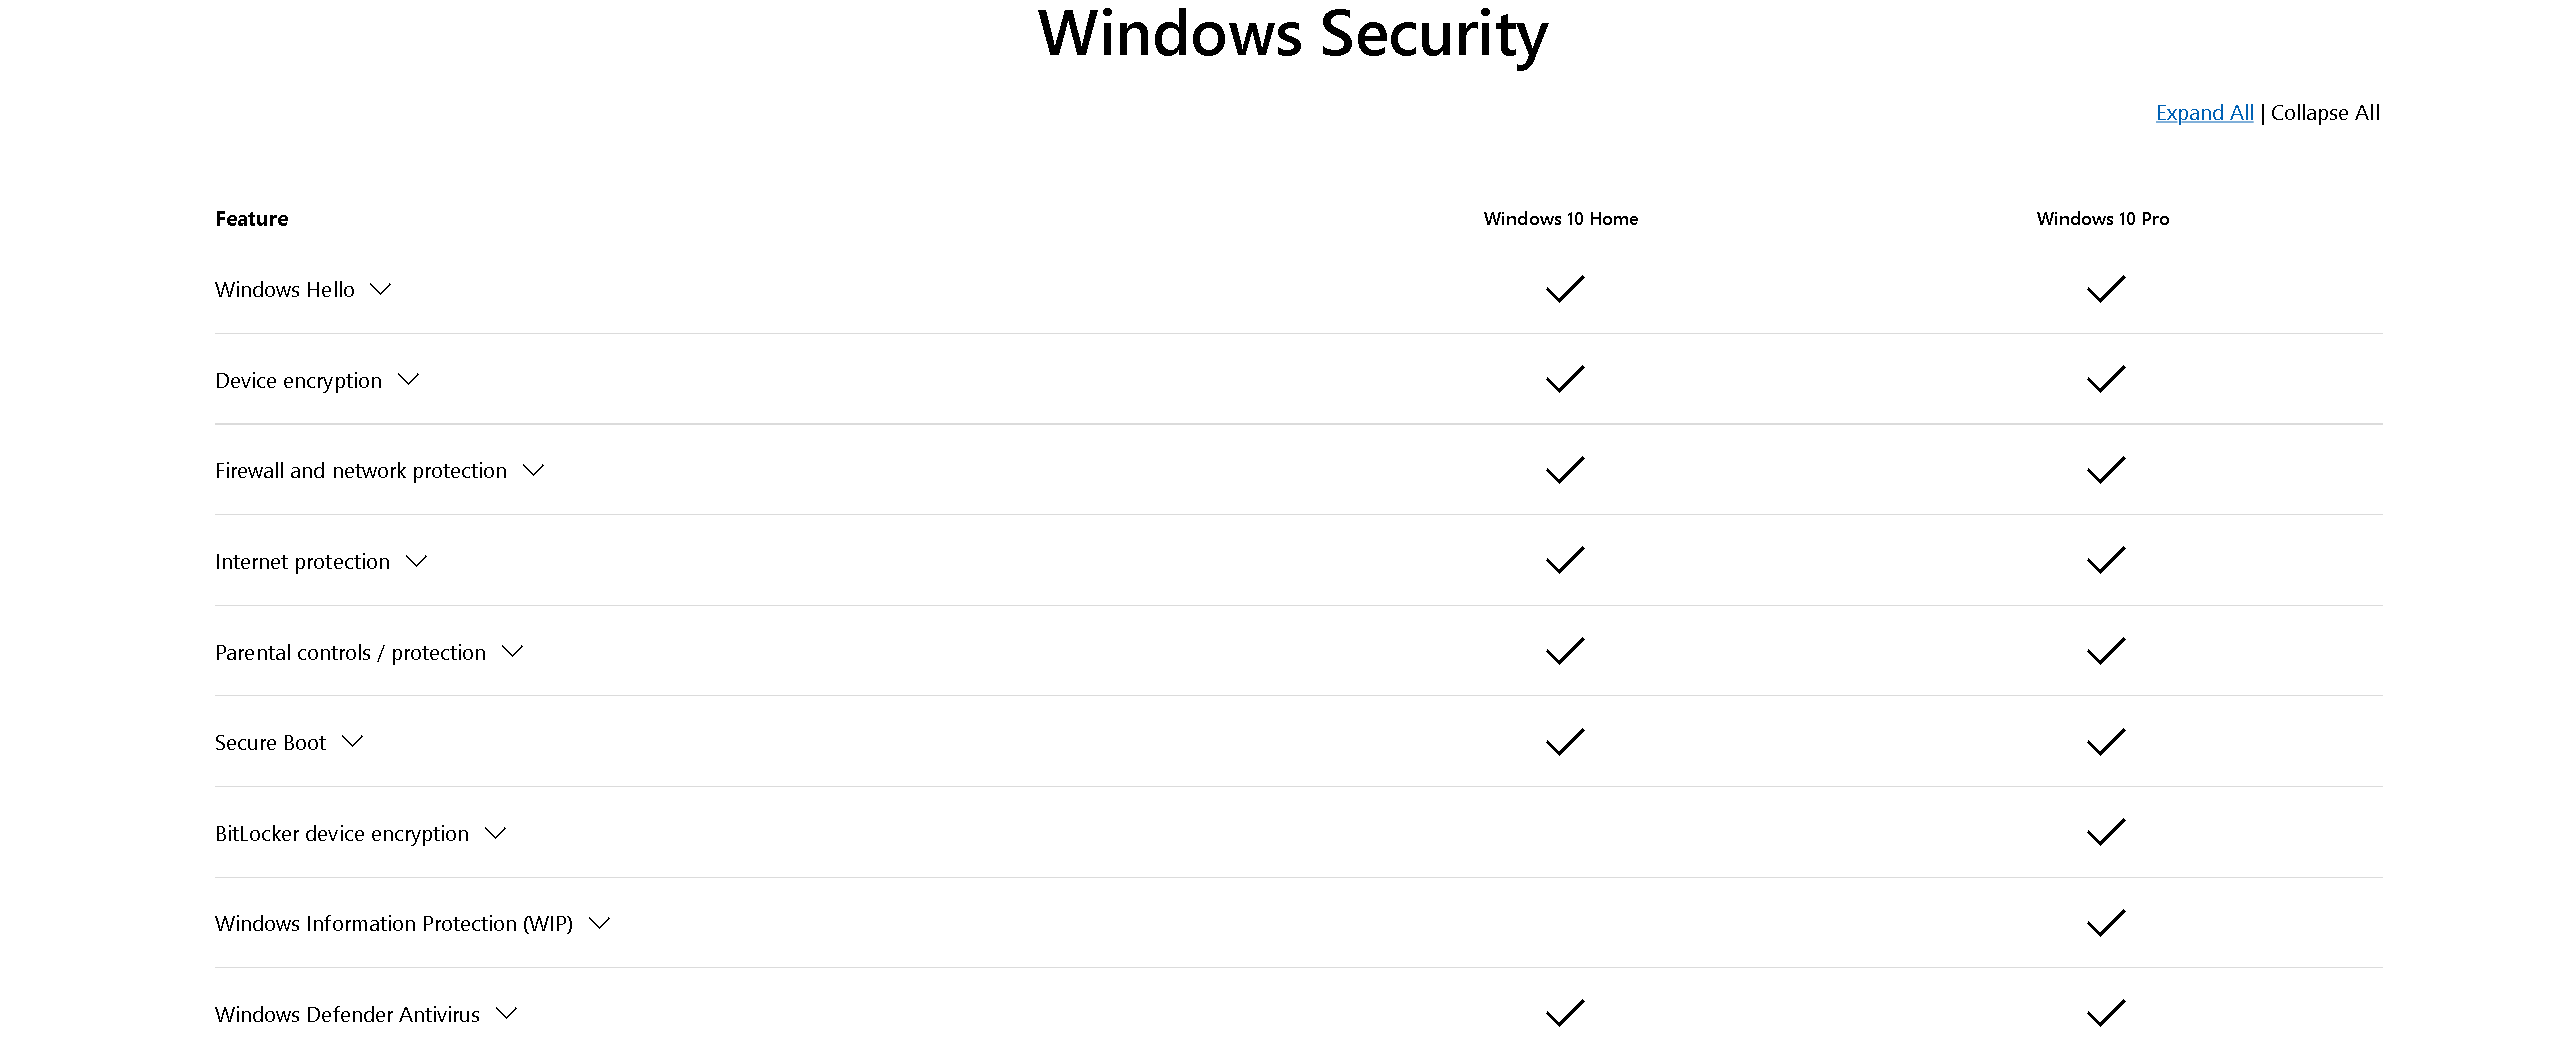 Windows Security
Expand All | Collapse All
Feature Windows 10 Home Windows 10 Pro
Windows Hello
Device encryption
Firewall and network protection
Internet protection
Parental controls / protection
Secure Boot
BitLocker device encryption
Windows Information Protection (WIP)
Windows Defender Antivirus